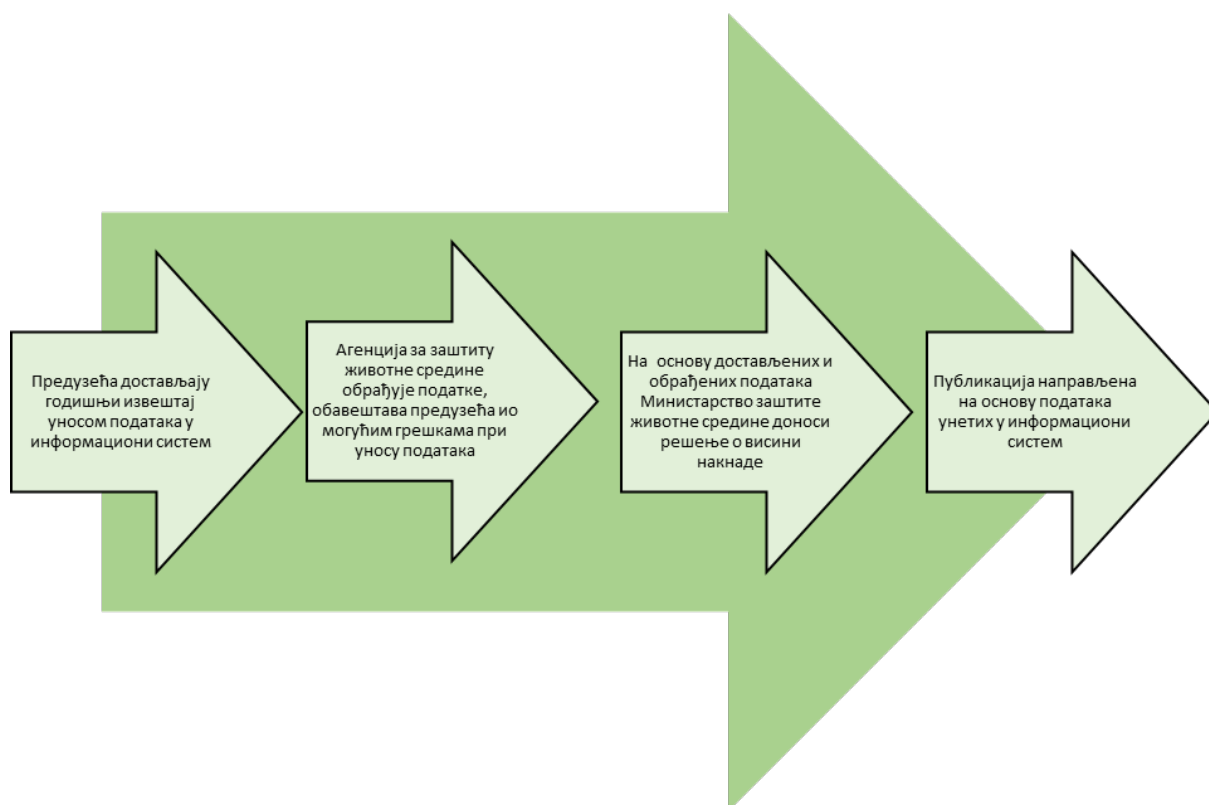 Предузећа достављају
годишњи извештај
уносом података у
информациони систем
Агенција за заштиту
животне средине
обрађује податке,
обавештава предузећа ио
могућим грешкама при
уносу података
На основу достављених и
обрађених података
Министарство заштите
животне средине доноси
решење о висини
накнаде
Публикација направљена
на основу података
унетих у информациони
систем